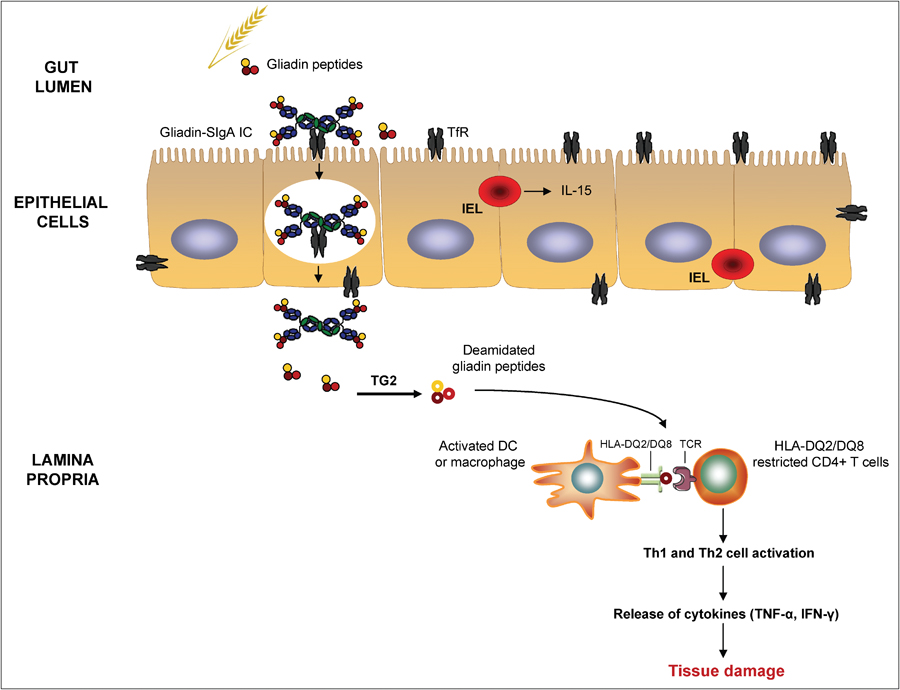 GUT
LUMEN
Gliadin peptides
Gliadin-SIgA IC
TfR
EPITHELIAL
CELLS
IEL
IL-15
IEL
Deamidated
gliadin peptides
TG2
LAMINA
PROPRIA
Activated DC
or macrophage
HLA-DQ2/DQ8
TCR
HLA-DQ2/DQ8
restricted CD4+ T cells
Th1 and Th2 cell activation
Release of cytokines (TNF-α, IFN-γ)
Tissue damage